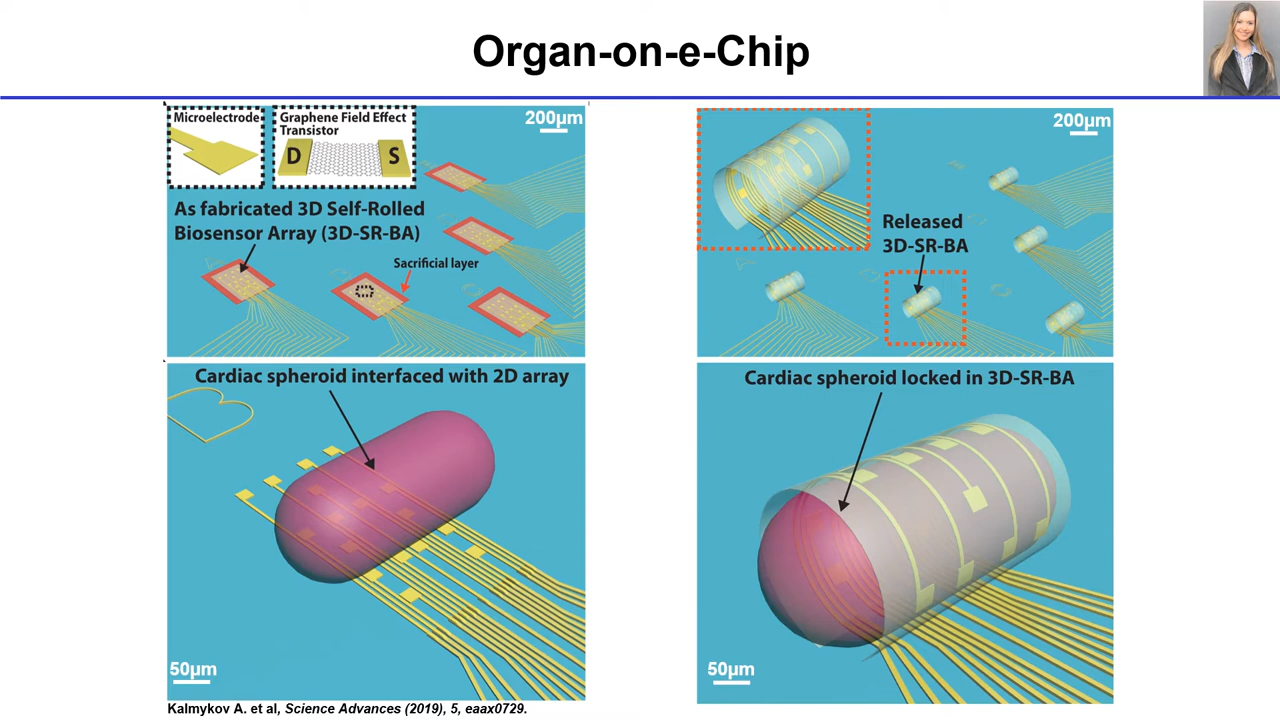 Organ-on-e-Chip
Microelectrode
Graphene Field Effect
Transistor
D
S
200µm
As fabricated 3D Self-Rolled
Biosensor Array (3D-SR-BA)
Sacrificial layer
200µm
Released
3D-SR-BA
Cardiac spheroid interfaced with 2D array
50µm
Cardiac spheroid locked in 3D-SR-BA
50µm
Kalmykov A. et al, Science Advances (2019), 5, eaax0729.